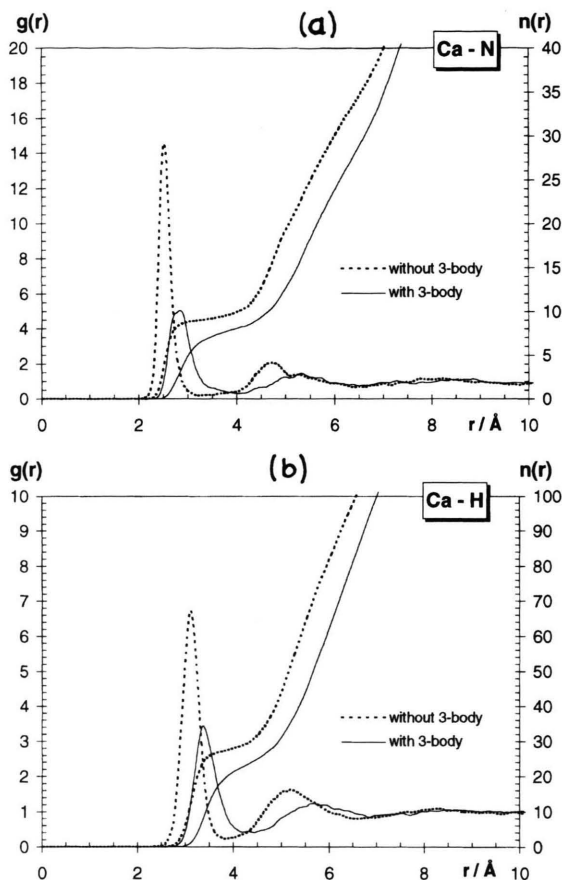 g(r) (a) n(r)
Ca - N
20 40
18 35
16 30
14 25
12 20
10 15
8 10
6 5
4 0
2
0
without 3-body
with 3-body
0 2 4 6 8 10
r / Å
g(r) (b) n(r)
Ca - H
10 100
9 90
8 80
7 70
6 60
5 50
4 40
3 30
2 20
1 10
0 0
without 3-body
with 3-body
0 2 4 6 8 10
r / Å